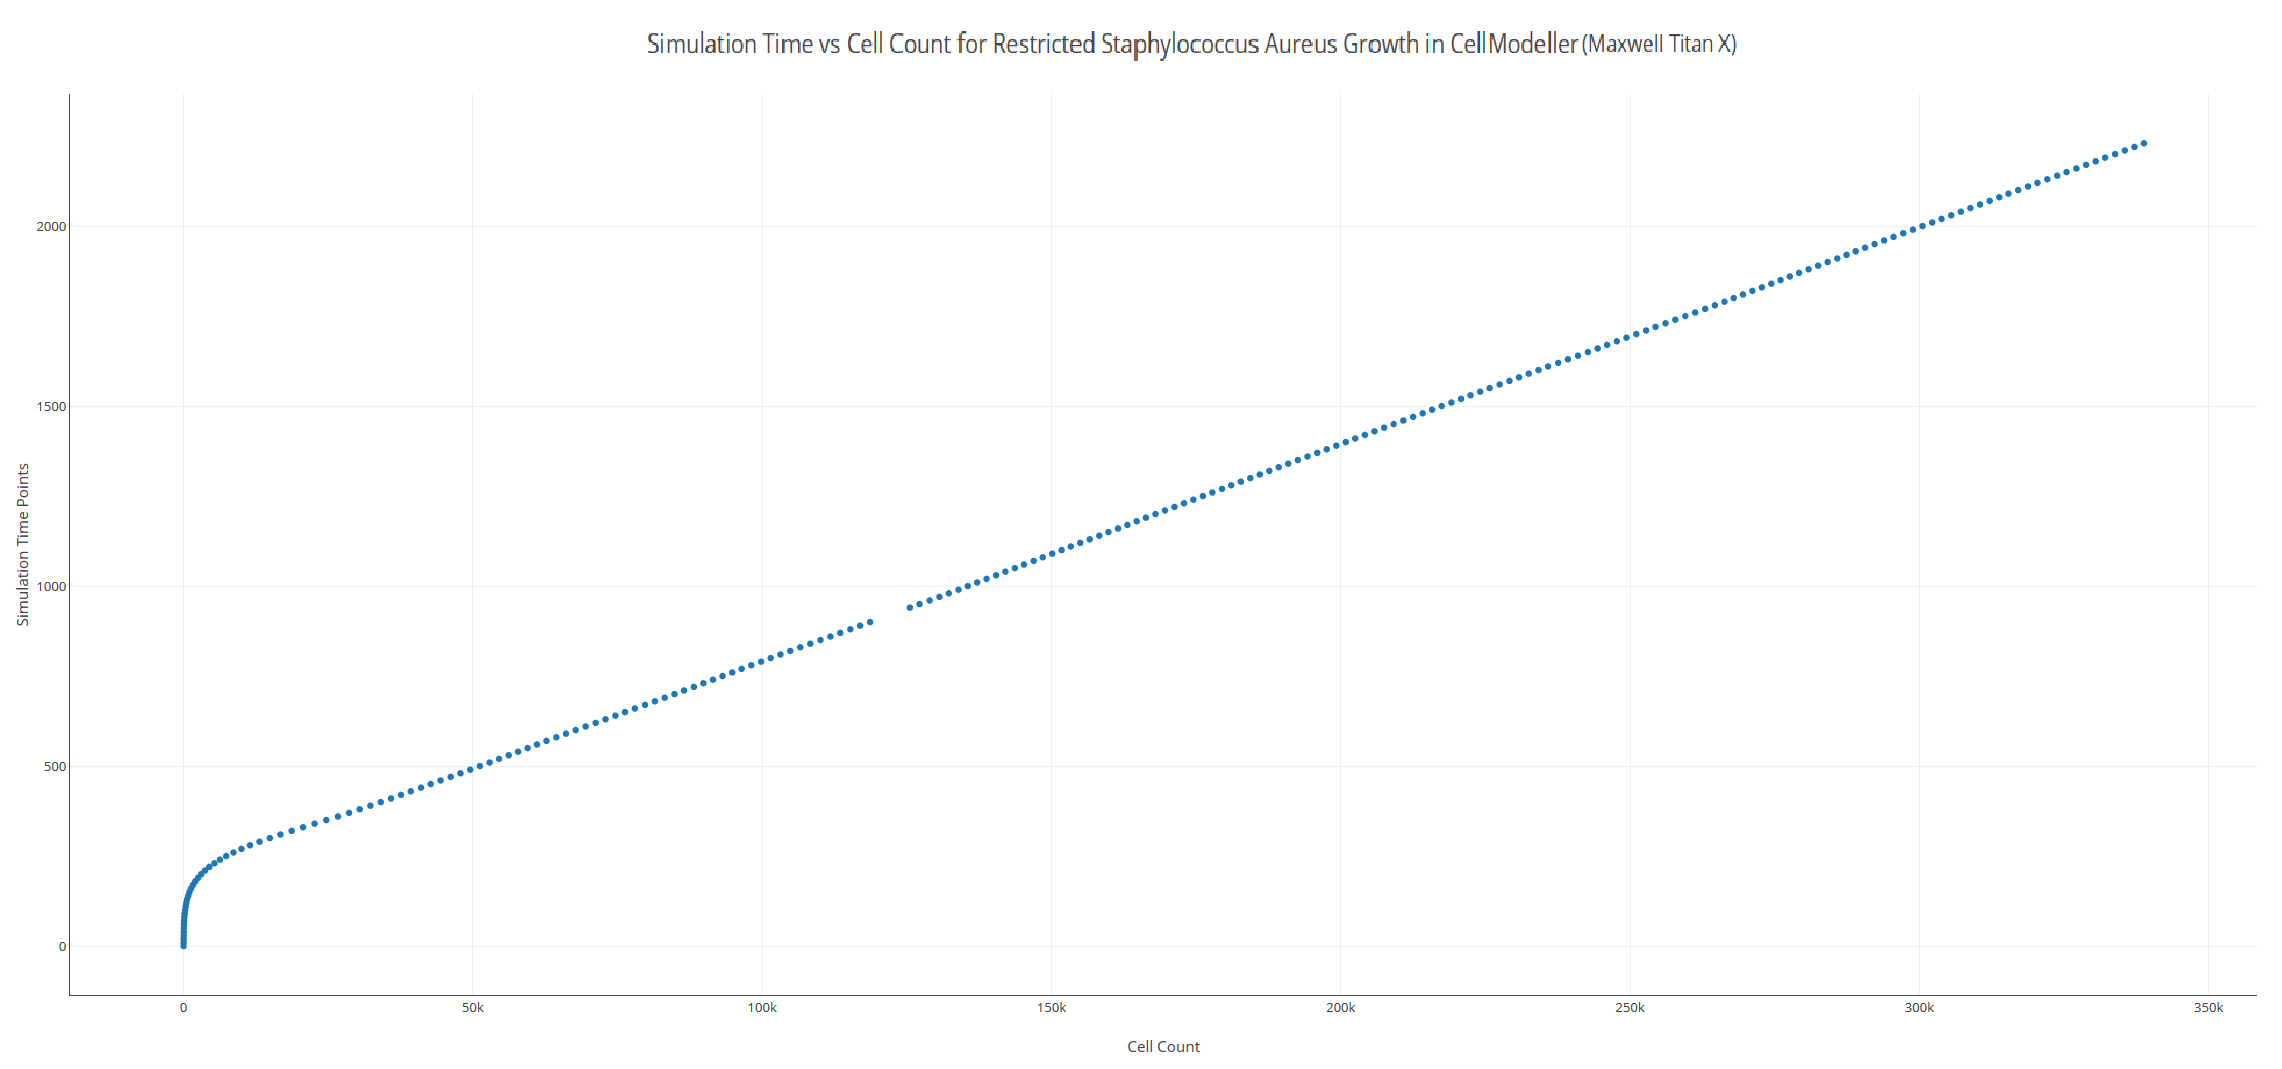 Simulation Time vs Cell Count for Restricted Staphylococcus Aureus Growth in CellModeller (Maxwell Titan X)
2000
1500
1000
500
0
Simulation Time Points
0 50k 100k 150k 200k 250k 300k 350k
Cell Count